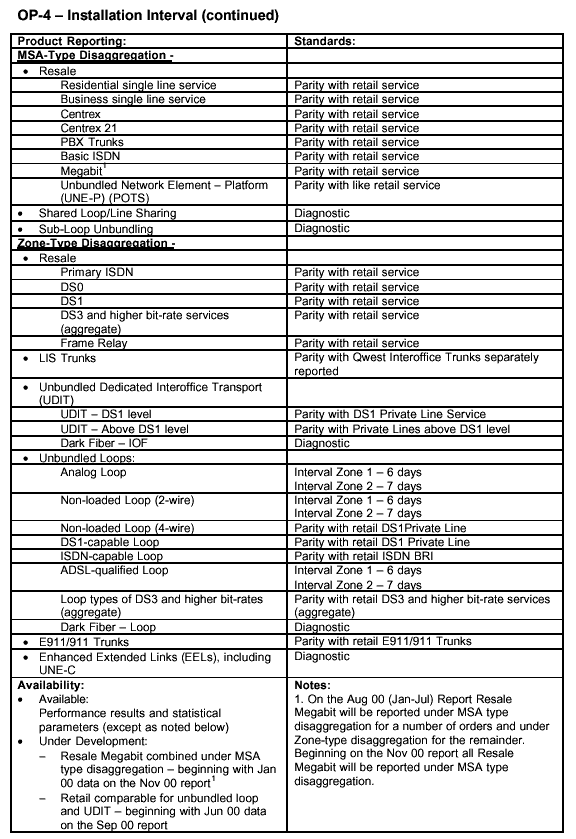 OP-4 – Installation Interval (continued)
Product Reporting: Standards:
MSA-Type Disaggregation -
• Resale
Residential single line service Parity with retail service
Business single line service Parity with retail service
Centrex Parity with retail service
Centrex 21 Parity with retail service
PBX Trunks Parity with retail service
Basic ISDN Parity with retail service
Megabit1 Parity with retail service
Unbundled Network Element – Platform Parity with like retail service
(UNE-P) (POTS)
• Shared Loop/Line Sharing Diagnostic
• Sub-Loop Unbundling Diagnostic
Zone-Type Disaggregation -
• Resale
Primary ISDN Parity with retail service
DS0 Parity with retail service
DS1 Parity with retail service
DS3 and higher bit-rate services Parity with retail service
(aggregate)
Frame Relay Parity with retail service
• LIS Trunks Parity with Qwest Interoffice Trunks separately
reported
• Unbundled Dedicated Interoffice Transport
(UDIT)
UDIT – DS1 level Parity with DS1 Private Line Service
UDIT – Above DS1 level Parity with Private Lines above DS1 level
Dark Fiber – IOF Diagnostic
• Unbundled Loops:
Analog Loop Interval Zone 1 – 6 days
Interval Zone 2 – 7 days
Non-loaded Loop (2-wire) Interval Zone 1 – 6 days
Interval Zone 2 – 7 days
Non-loaded Loop (4-wire) Parity with retail DS1Private Line
DS1-capable Loop Parity with retail DS1 Private Line
ISDN-capable Loop Parity with retail ISDN BRI
ADSL-qualified Loop Interval Zone 1 – 6 days
Interval Zone 2 – 7 days
Loop types of DS3 and higher bit-rates Parity with retail DS3 and higher bit-rate services
(aggregate) (aggregate)
Dark Fiber – Loop Diagnostic
• E911/911 Trunks Parity with retail E911/911 Trunks
• Enhanced Extended Links (EELs), including Diagnostic
UNE-C
Availability:
• Available:
Performance results and statistical
parameters (except as noted below)
• Under Development:
– Resale Megabit combined under MSA
type disaggregation – beginning with Jan
00 data on the Nov 00 report1
– Retail comparable for unbundled loop
and UDIT – beginning with Jun 00 data
on the Sep 00 report
Notes:
1. On the Aug 00 (Jan-Jul) Report Resale
Megabit will be reported under MSA type
disaggregation for a number of orders and under
Zone-type disaggregation for the remainder.
Beginning on the Nov 00 report all Resale
Megabit will be reported under MSA type
disaggregation.